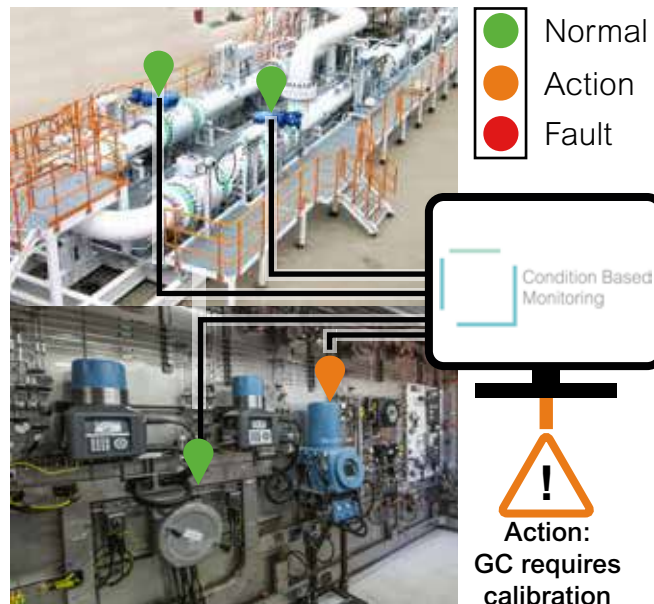 Normal
Action
Fault
Condition Based
Monitoring
!
Action:
GC requires
calibration